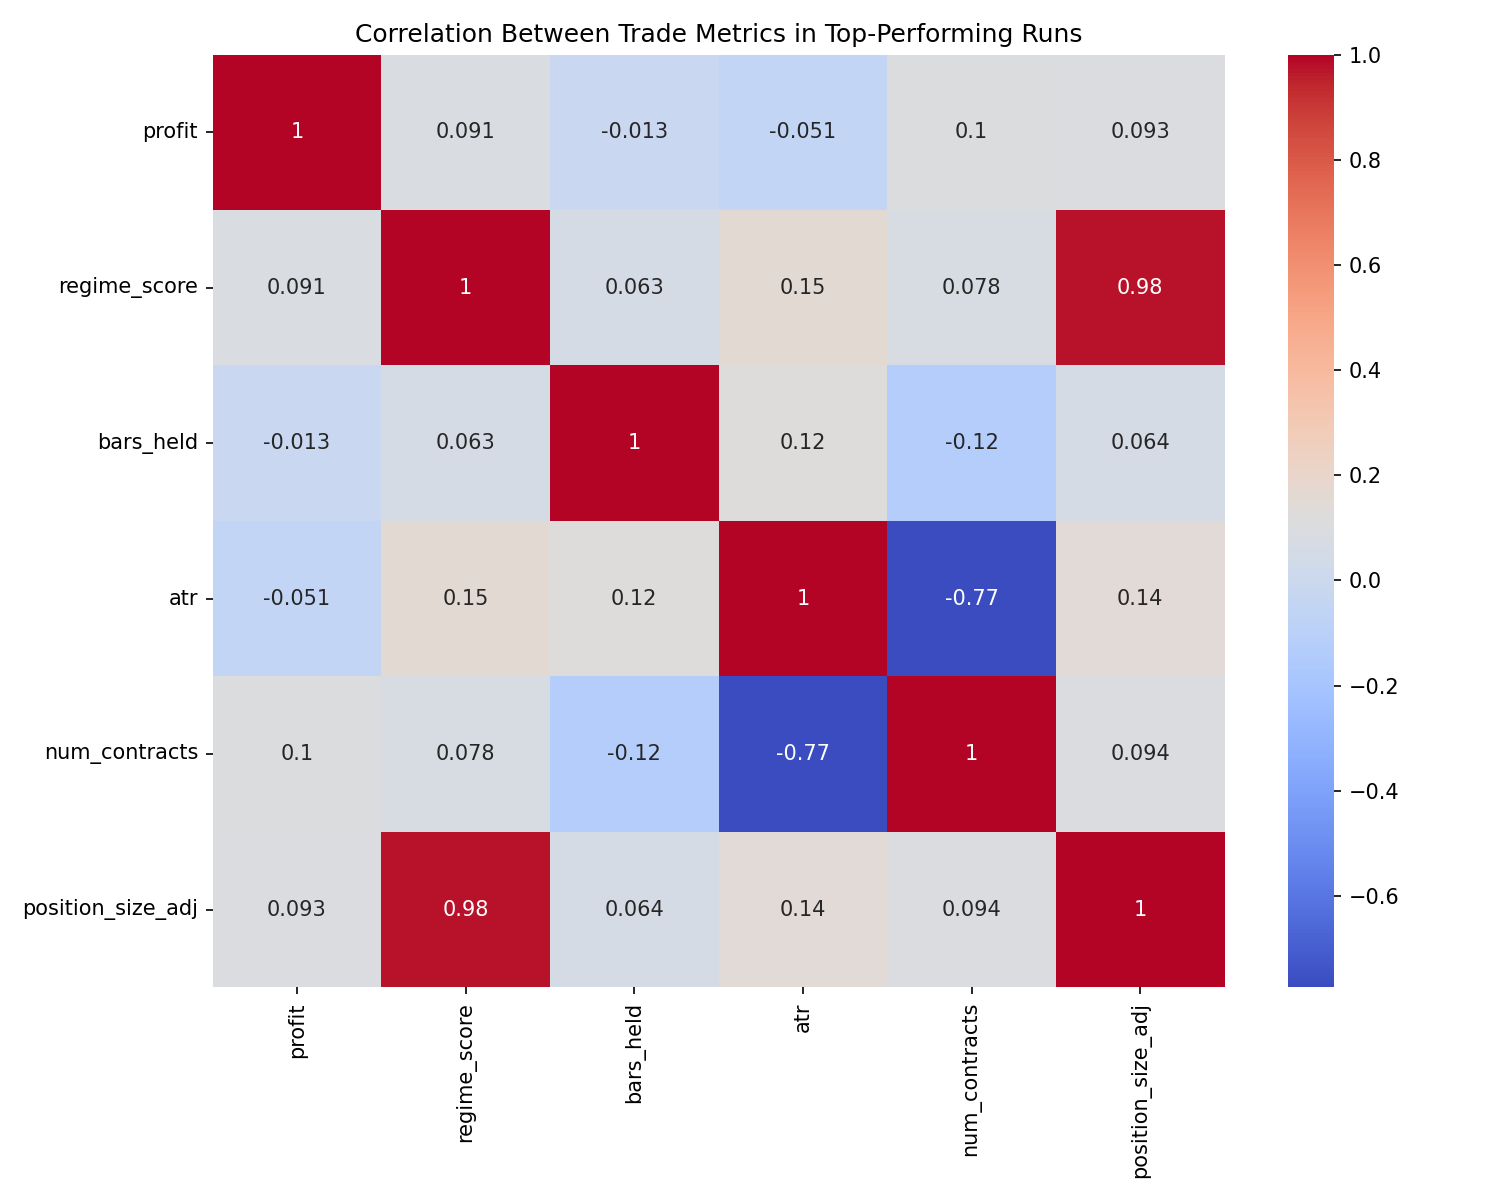 Correlation Between Trade Metrics in Top-Performing Runs
profit 1 0.091 -0.013 -0.051 0.1 0.093
regime_score 0.091 1 0.063 0.15 0.078 0.98
bars_held -0.013 0.063 1 0.12 -0.12 0.064
atr -0.051 0.15 0.12 1 -0.77 0.14
num_contracts 0.1 0.078 -0.12 -0.77 1 0.094
position_size_adj 0.093 0.98 0.064 0.14 0.094 1
profit
regime_score
bars_held
atr
num_contracts
position_size_adj
1.0
0.8
0.6
0.4
0.2
0.0
−0.2
−0.4
−0.6